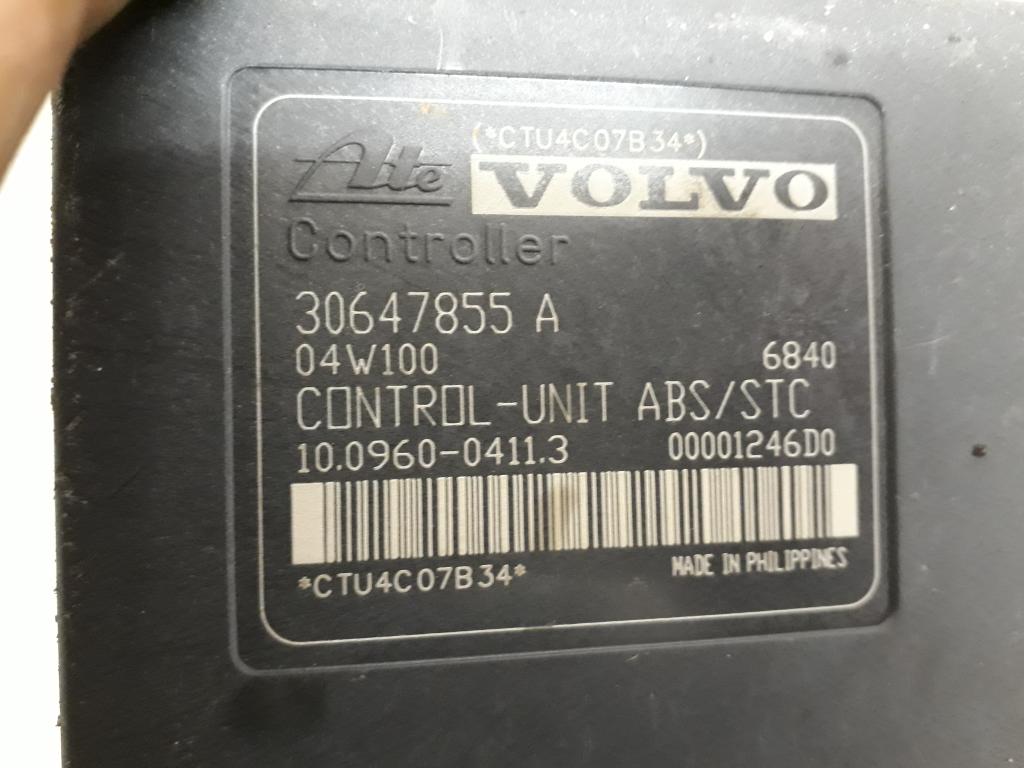 (*CTU4C07B34*)
Ate VOLVO
Controller
30647855 A
04W100 6840
CONTROL-UNIT ABS/STC
10.0960-0411.3 00001246D0
*CTU4C07B34* MADE IN PHILIPPINES